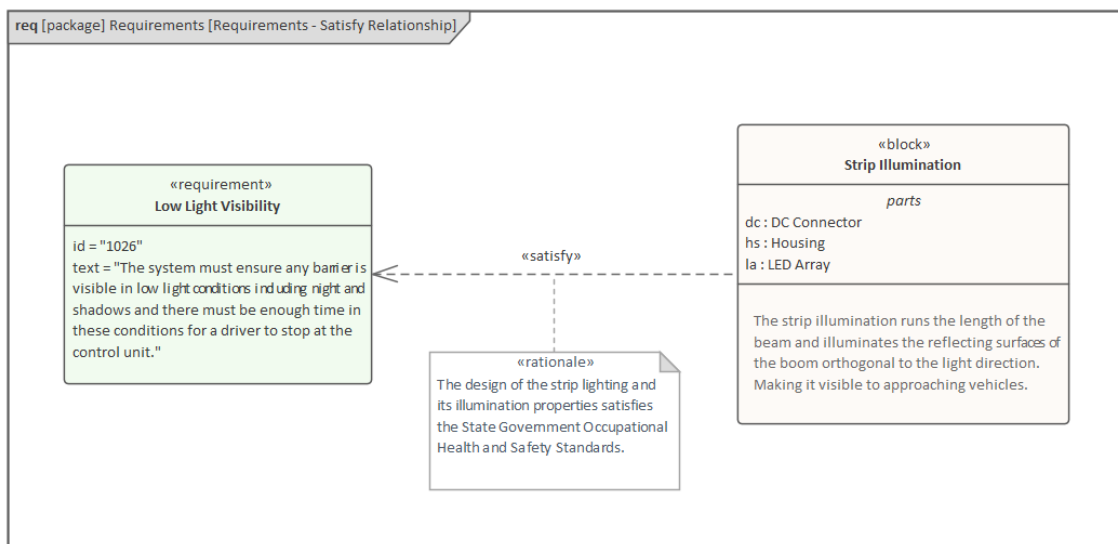 req [package] Requirements [Requirements - Satisfy Relationship]
«requirement»
Low Light Visibility
id = "1026"
text = "The system must ensure any barrier is
visible in low light conditions including night and
shadows and there must be enough time in
these conditions for a driver to stop at the
control unit."
«satisfy»
«rationale»
The design of the strip lighting and
its illumination properties satisfies
the State Government Occupational
Health and Safety Standards.
«block»
Strip Illumination
parts
dc : DC Connector
hs : Housing
la : LED Array
The strip illumination runs the length of the
beam and illuminates the reflecting surfaces of
the boom orthogonal to the light direction.
Making it visible to approaching vehicles.